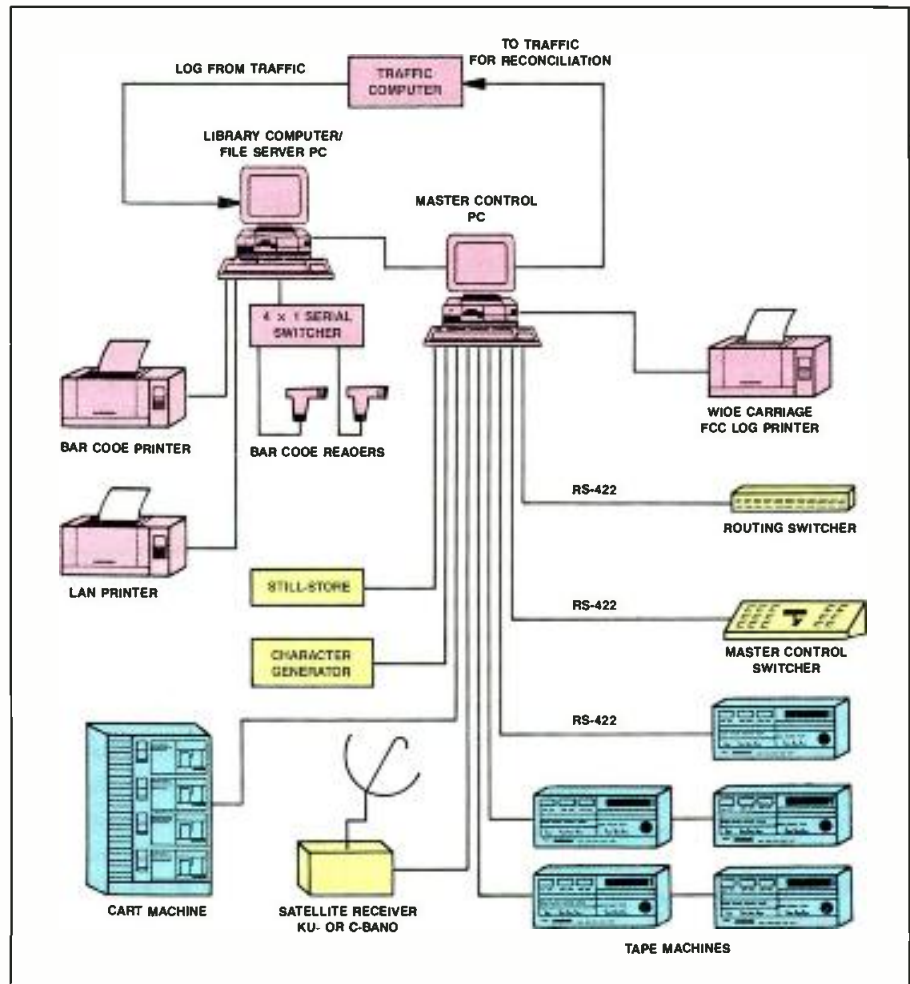 TO TRAFFIC
FOR RECONCILIATION
LOG FROM TRAFFIC
TRAFFIC
COMPUTER
LIBRARY COMPUTER/
FILE SERVER PC
MASTER CONTROL
PC
4 x 1 SERIAL
SWITCHER
BAR COOE PRINTER
BAR COOE REAOERS
WIOE CARRIAGE
FCC LOG PRINTER
RS-422
ROUTING SWITCHER
LAN PRINTER
STILL-STORE
RS-422
CHARACTER
GENERATOR
MASTER CONTROL
SWITCHER
RS-422
CART MACHINE
SATELLITE RECEIVER
KU- OR C-BANO
TAPE MACHINES